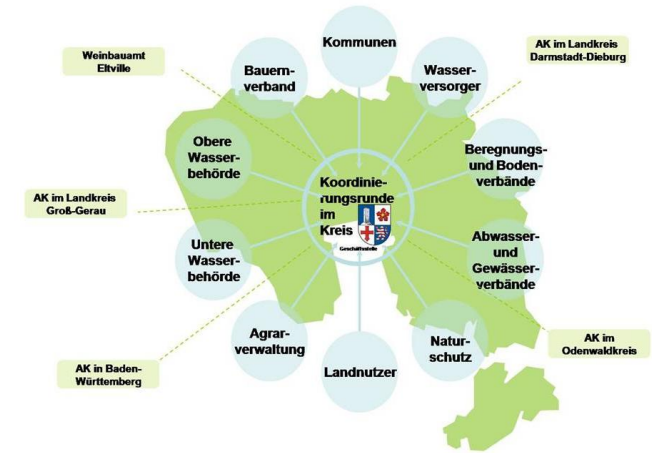 Kommunen
Weinbauamt
Eltville
AK im Landkreis
Darmstadt-Dieburg
Bauern-
verband
Wasser-
versorger
Obere
Wasser-
behörde
Beregnungs-
und Boden-
verbände
Koordinie-
rungsrunde
im
Kreis
Geschäftsstelle
AK im Landkreis
Groß-Gerau
Untere
Wasser-
behörde
Abwasser-
und
Gewässer-
verbände
Agrar-
verwaltung
Landnutzer
Natur-
schutz
AK im
Odenwaldkreis
AK in Baden-
Württemberg